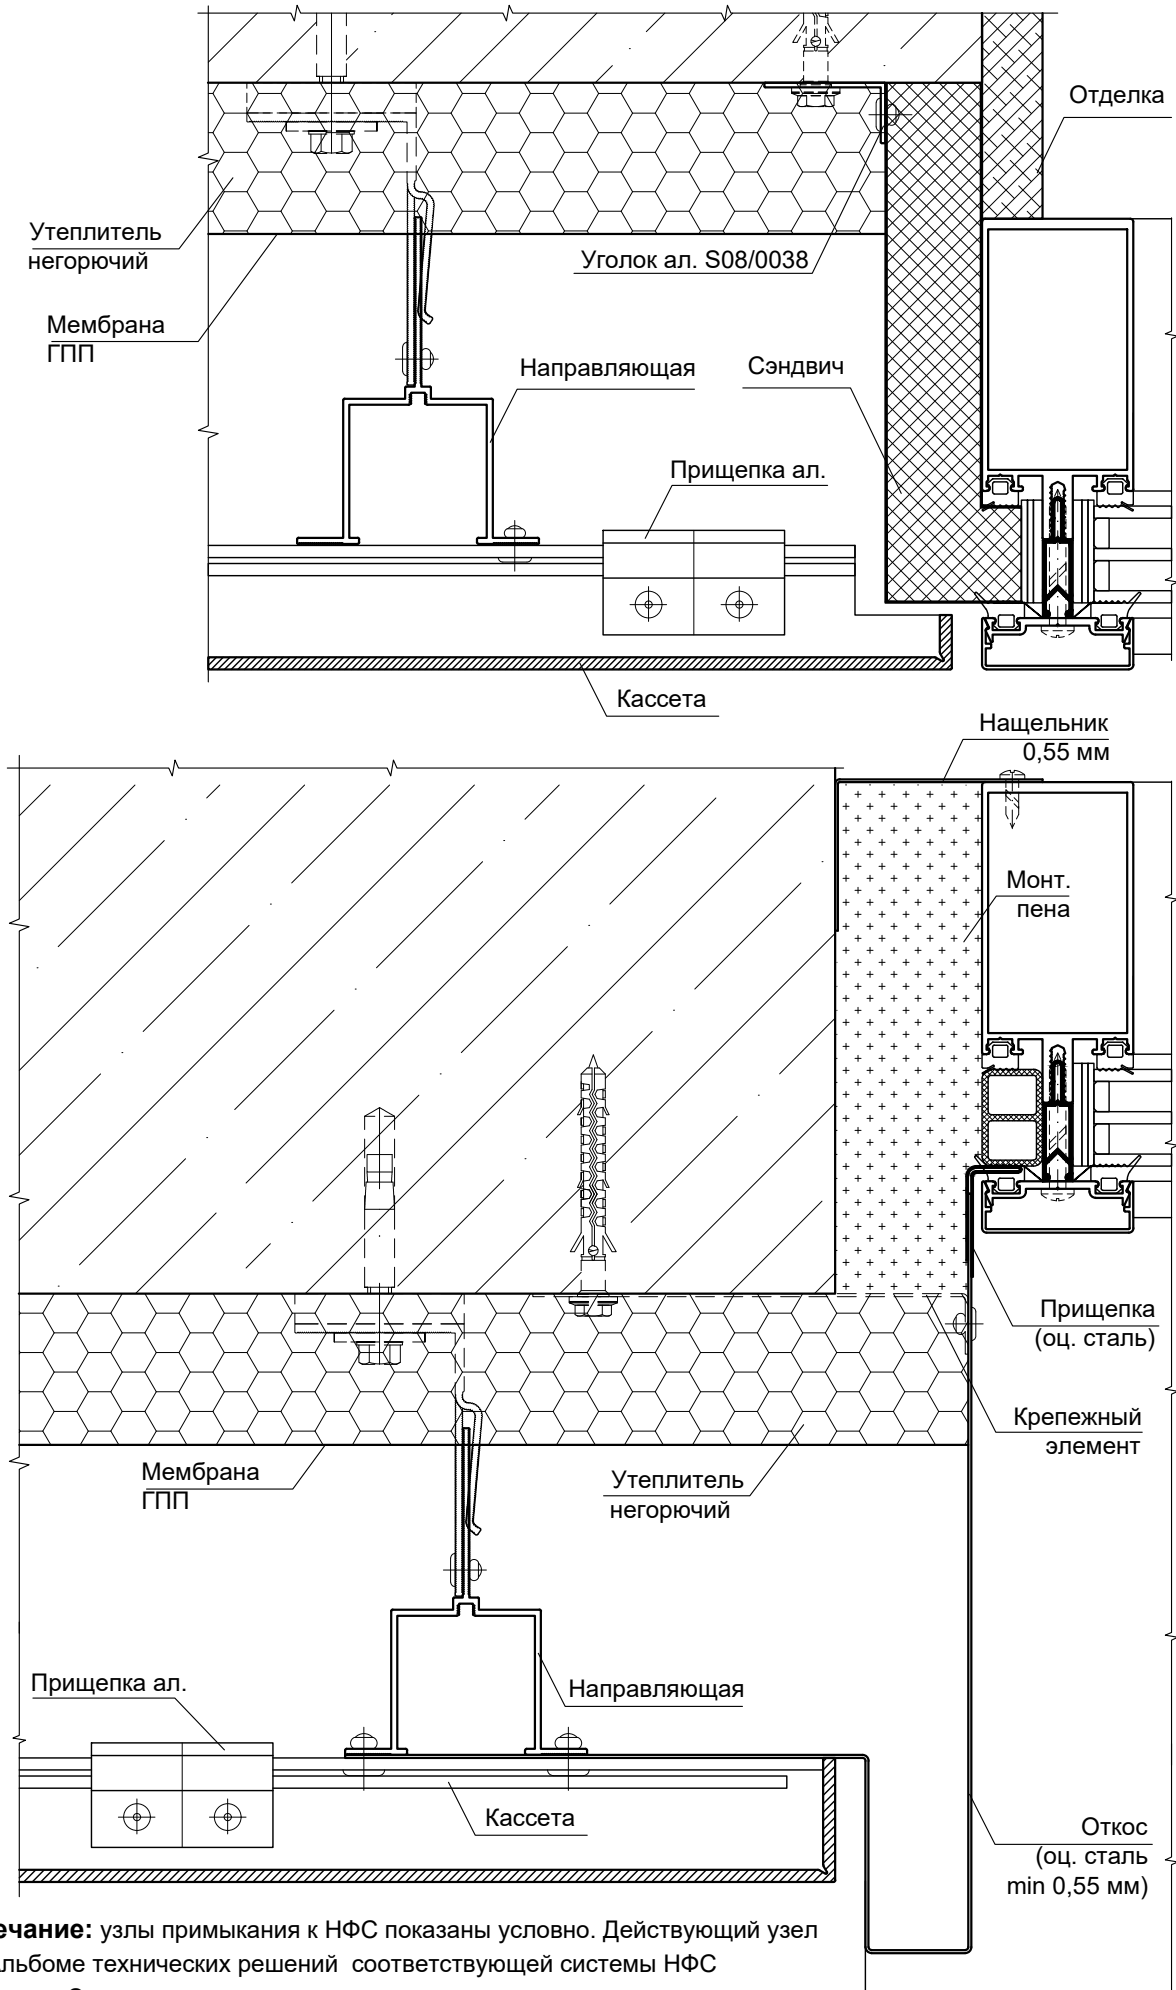 Отделка
Утеплитель
негорючий
Уголок ал. S08/0038
Мембрана
ГПП
Направляющая
Сэндвич
Прищепка ал.
Кассета
Нащельник
0,55 мм
Монт.
пена
Прищепка
(оц. сталь)
Крепежный
элемент
Мембрана
ГПП
Утеплитель
негорючий
Прищепка ал.
Направляющая
Кассета
Откос
(оц. сталь
min 0,55 мм)
ечание: узлы примыкания к НФС показаны условно. Действующий узел
льбоме технических решений соответствующей системы НФС